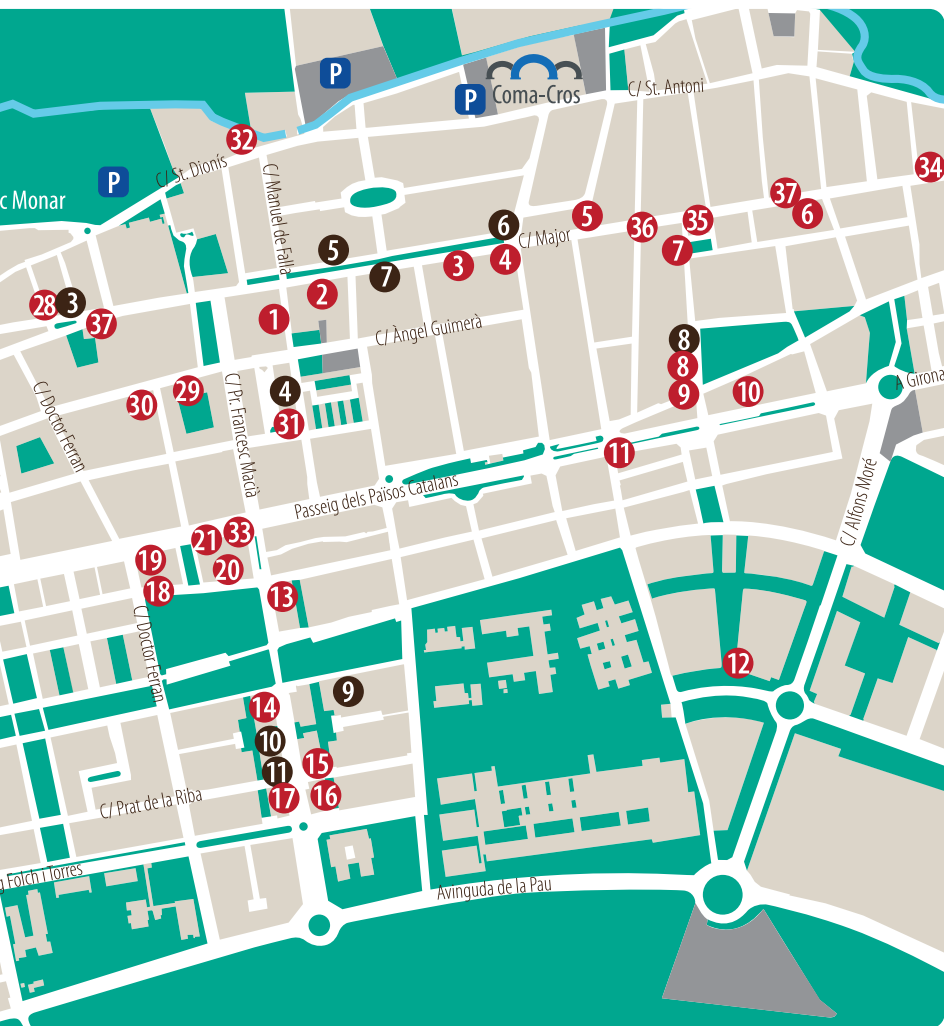 P
P
Coma-Cros
C/ St. Antoni
32
C/ St. Dionís
P
C/ Manuel de Falla
34
c Monar
37
6
5
6
36
35
5
C/ Major
7
4
3
7
2
28
3
37
1
C/ Àngel Guimerà
8
8
9
10
A Girona
C/ Doctor Ferran
30
29
C/ Pr. Francesc Macià
4
31
11
Passeig dels Països Catalans
C/ Alfons Moré
21
33
19
20
18
13
C/ Doctor Ferran
12
9
14
10
11
15
17
16
C/ Prat de la Riba
g Folch i Torres
Avinguda de la Pau